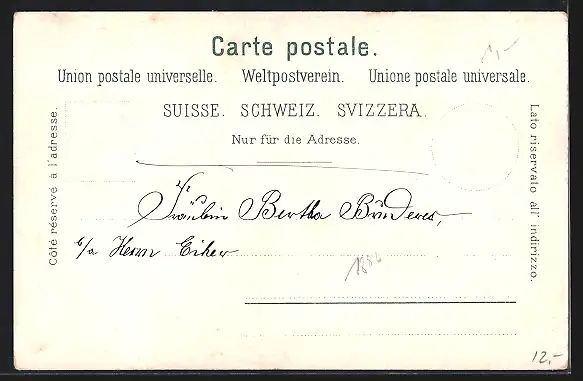 Carte postale.
Union postale universelle. Weltpostverein. Unione postale universale.
SUISSE. SCHWEIZ. SVIZZERA.
Nur für die Adresse.
Côté réservé à l'adresse.
Lato riservato all' indirizzo.
Fräulein Bertha
c/a Herrn Eicher
12,-